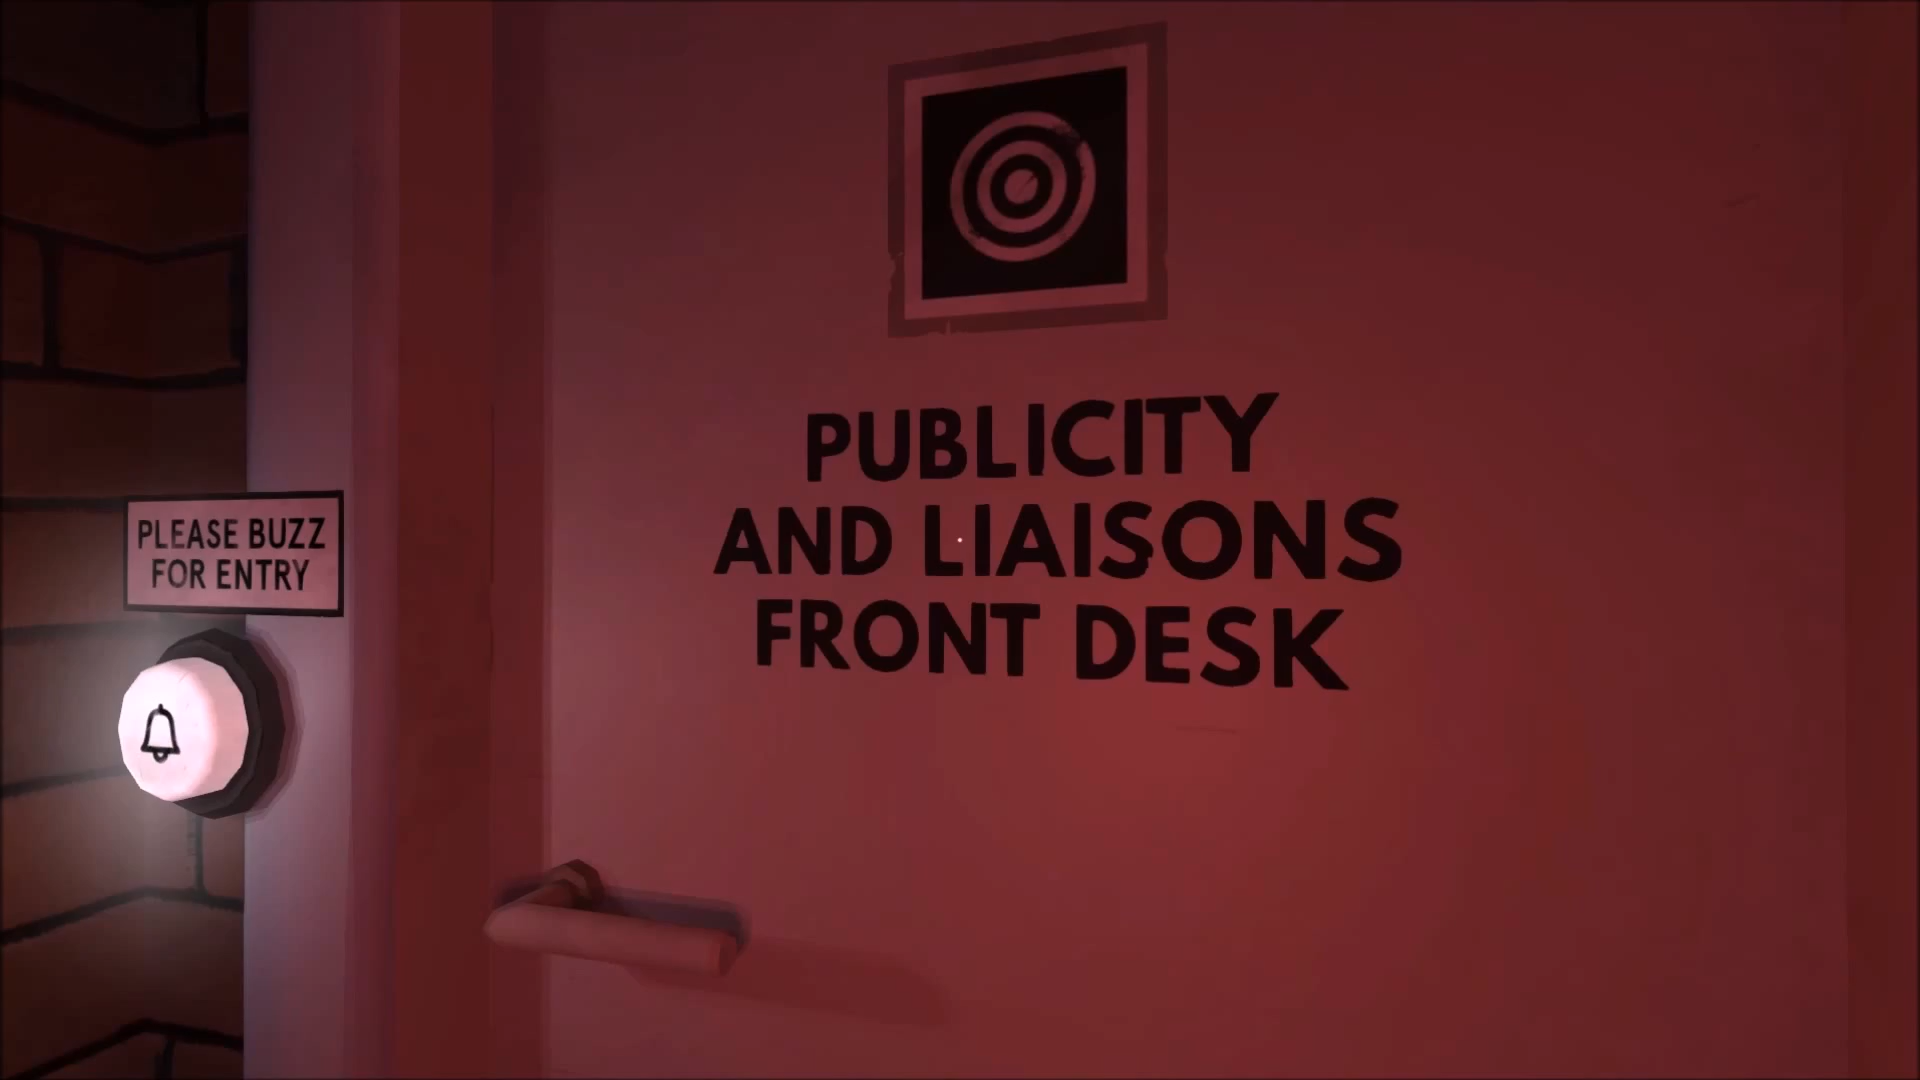 PUBLICITY
AND LIAISONS
FRONT DESK
PLEASE BUZZ
FOR ENTRY